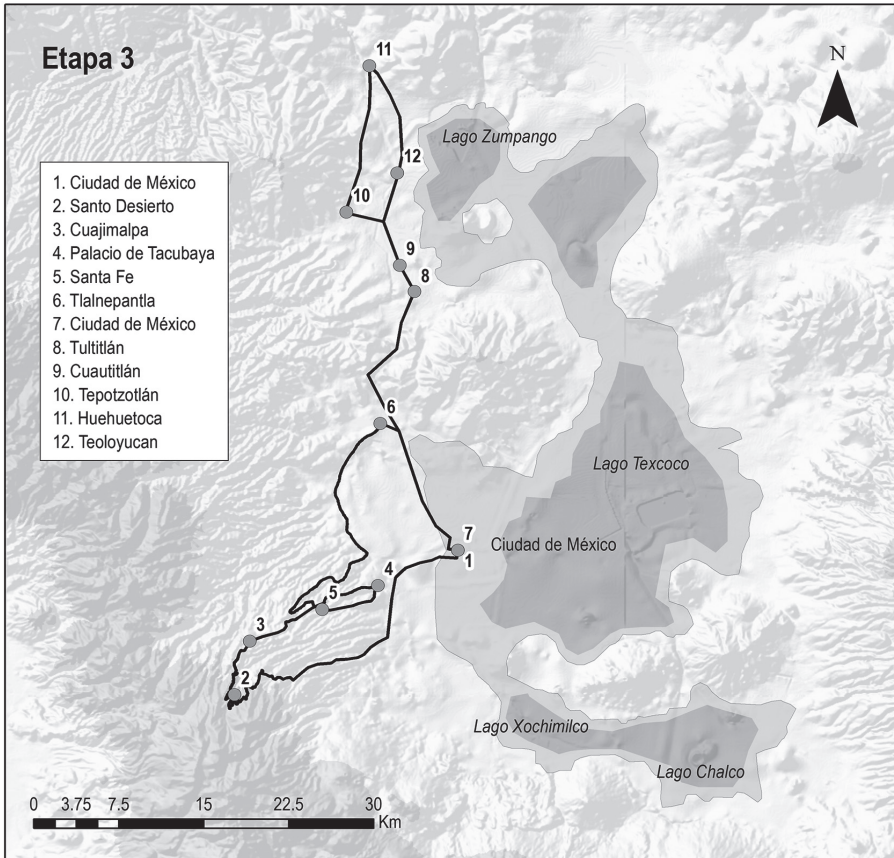 Etapa 3
N
1. Ciudad de México
2. Santo Desierto
3. Cuajimalpa
4. Palacio de Tacubaya
5. Santa Fe
6. Tlalnepantla
7. Ciudad de México
8. Tultitlán
9. Cuautitlán
10. Tepotzotlán
11. Huehuetoca
12. Teoloyucan
11
Lago Zumpango
12
10
9
8
6
Lago Texcoco
7
Ciudad de México
1
4
5
3
2
Lago Xochimilco
Lago Chalco
0 3.75 7.5 15 22.5 30
Km